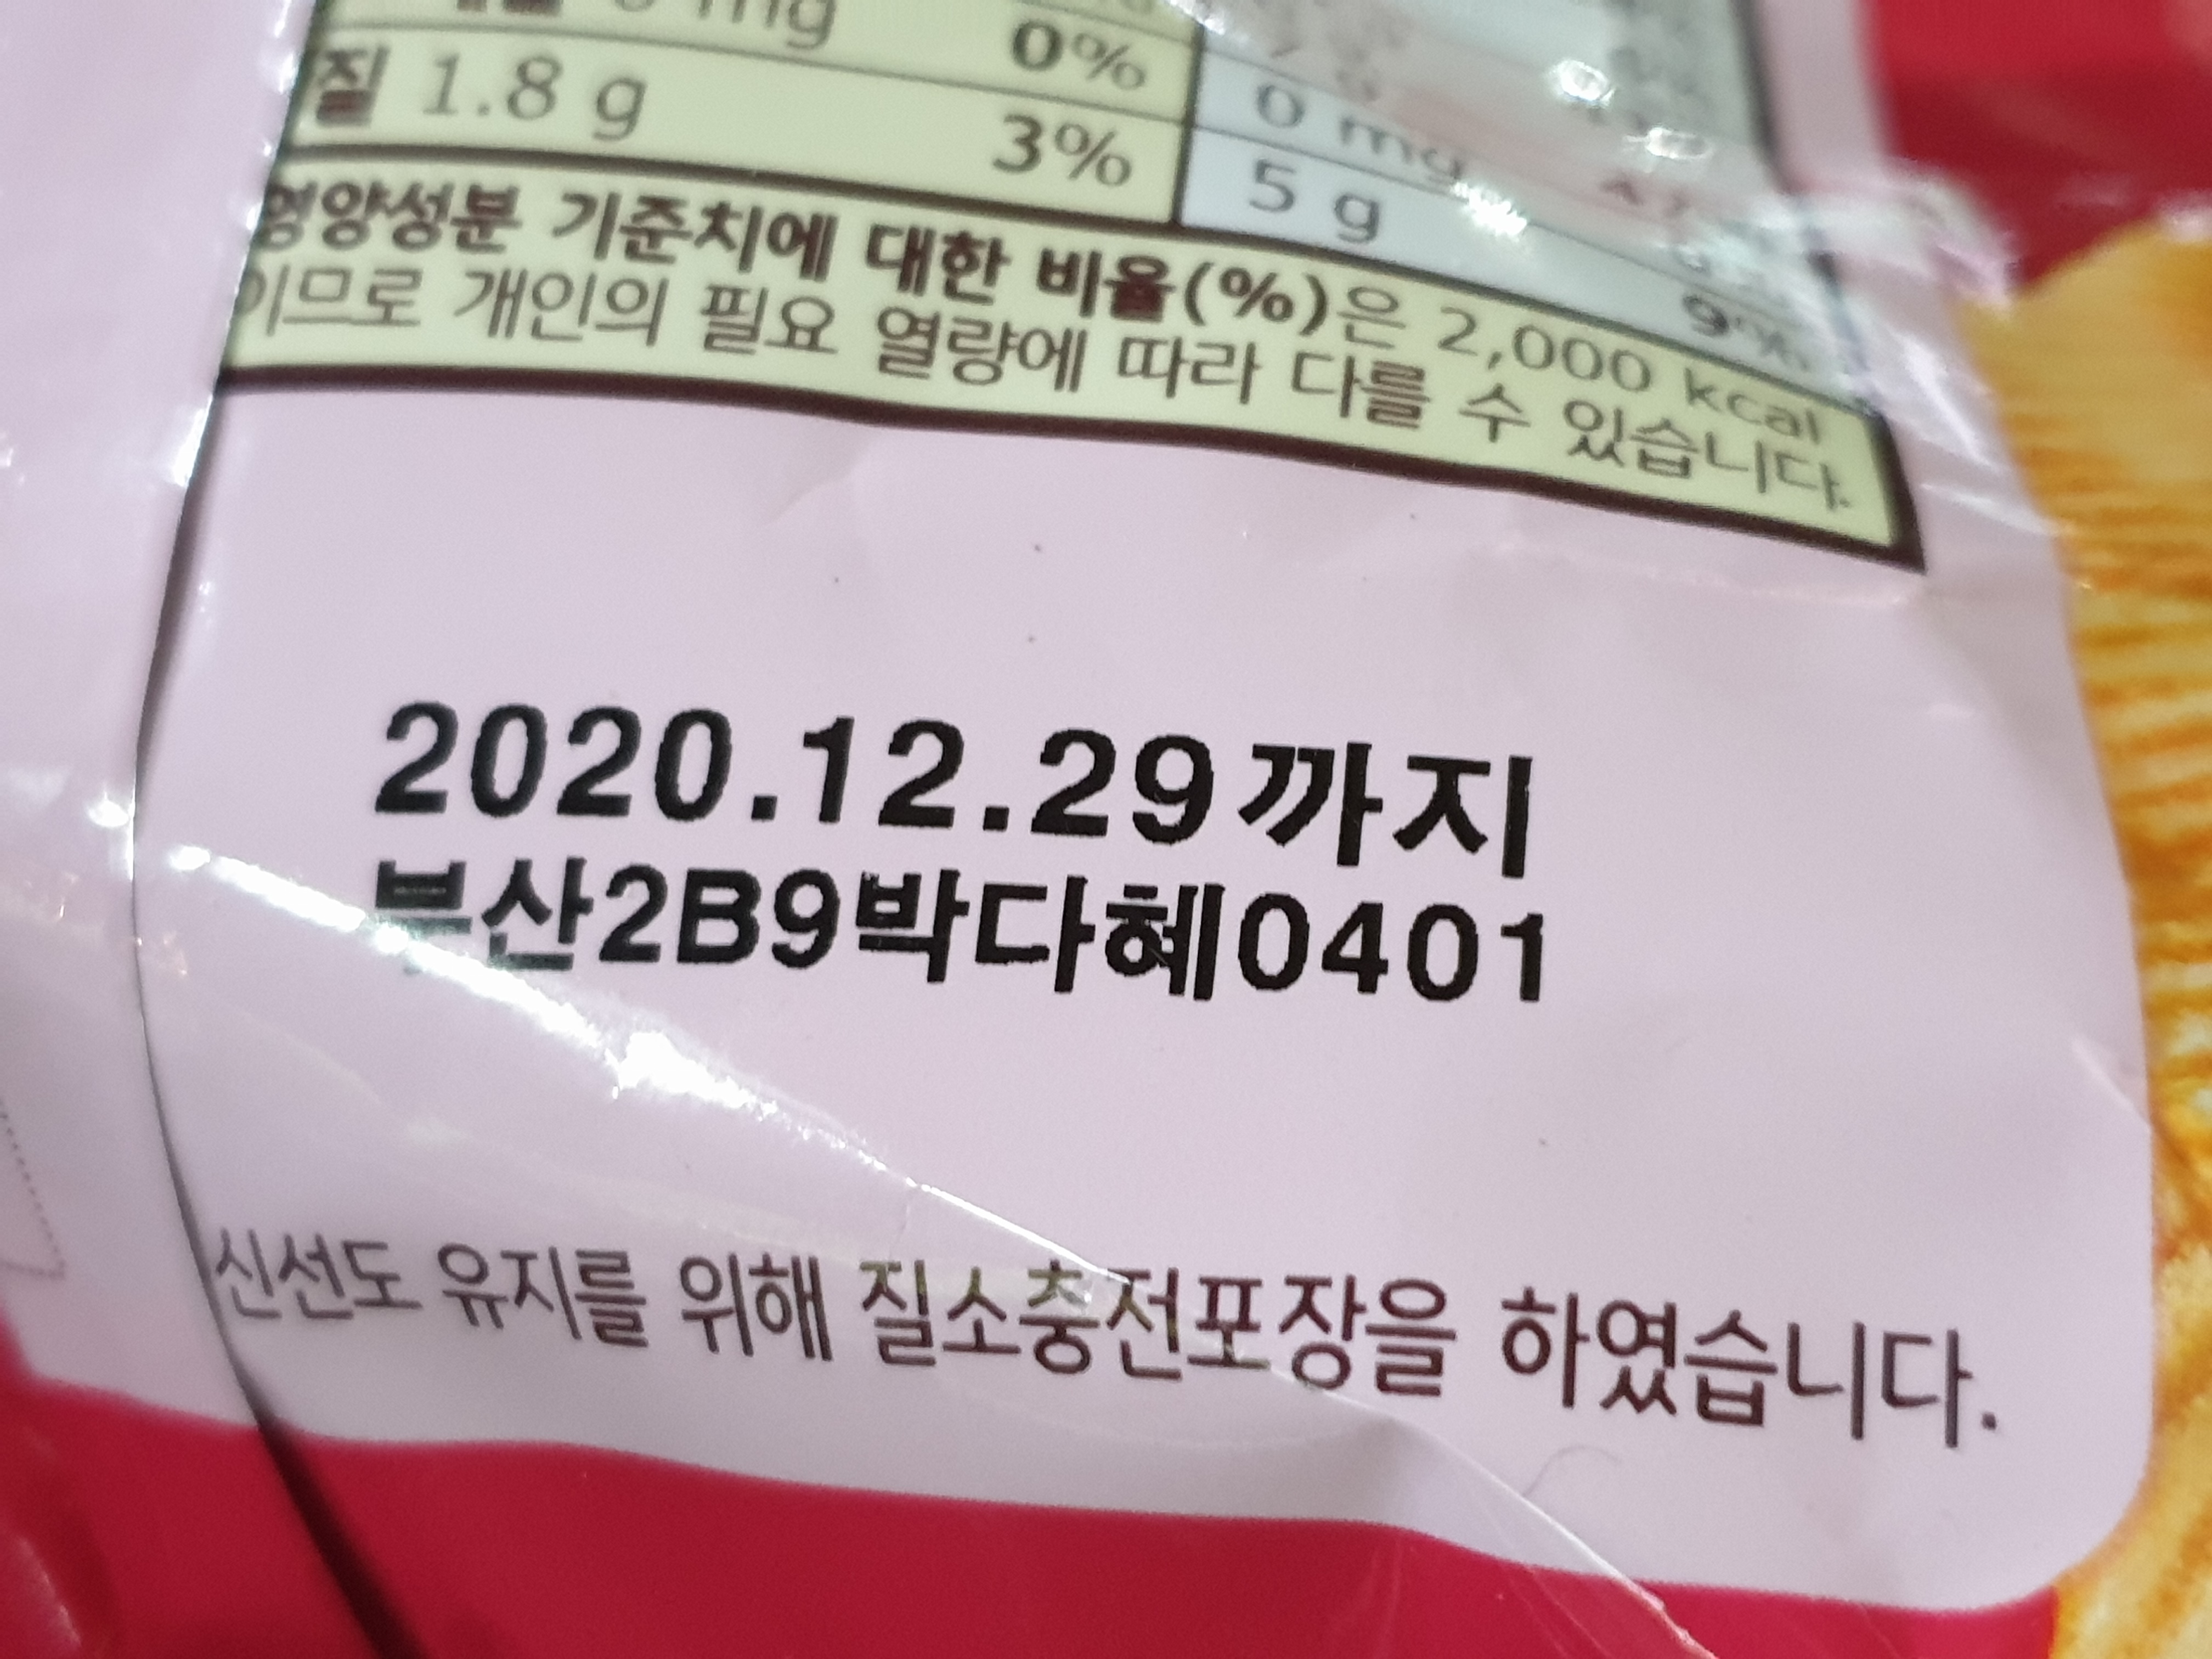 mg 0%
질 1.8 g 3%
0 mg
5 g 9%
영양성분 기준치에 대한 비율(%)은 2,000 kcal
이므로 개인의 필요 열량에 따라 다를 수 있습니다.
2020.12.29까지
부산2B9박다혜0401
신선도 유지를 위해 질소충전포장을 하였습니다.